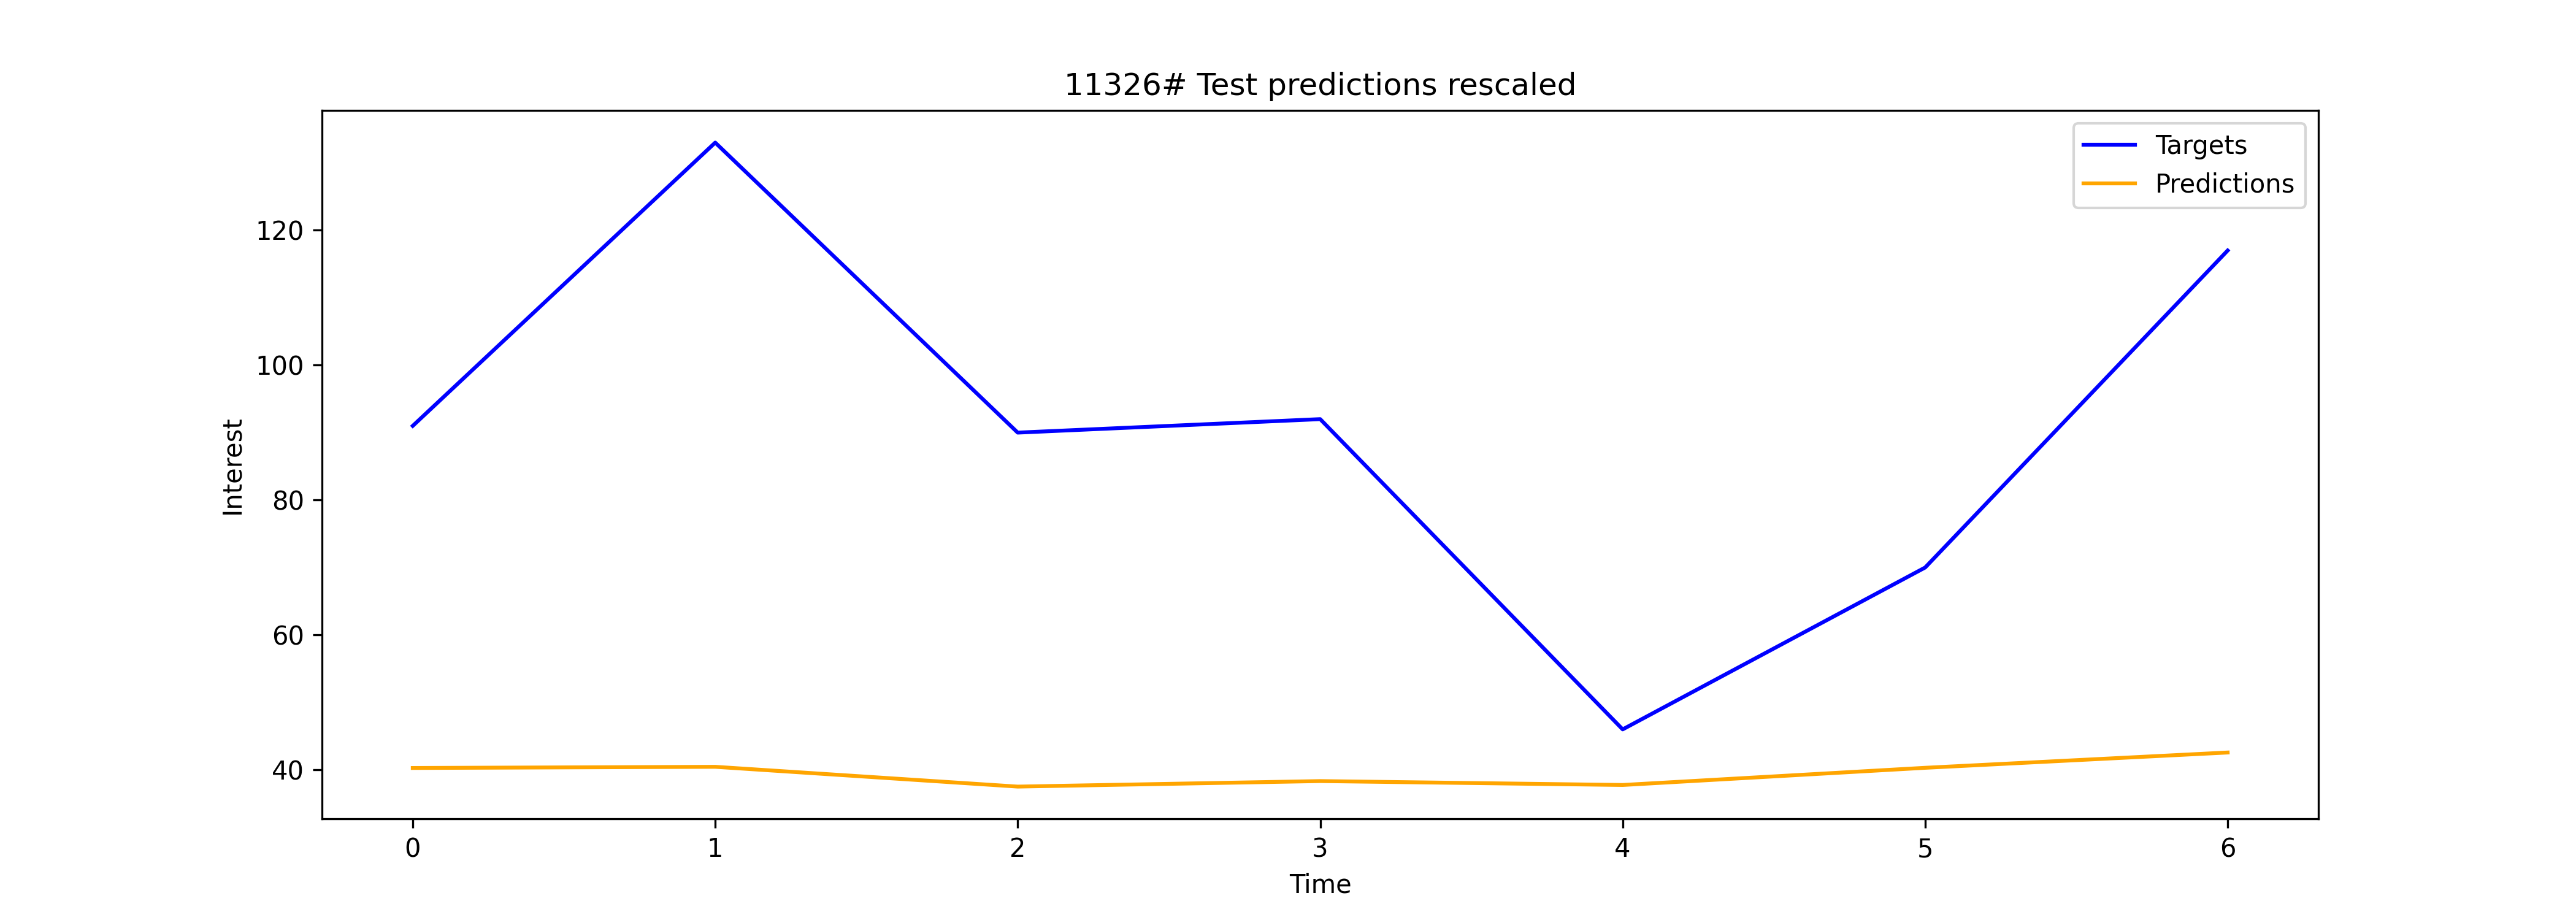 11326# Test predictions rescaled
Targets
Predictions
120
100
80
60
40
Interest
0 1 2 3 4 5 6
Time